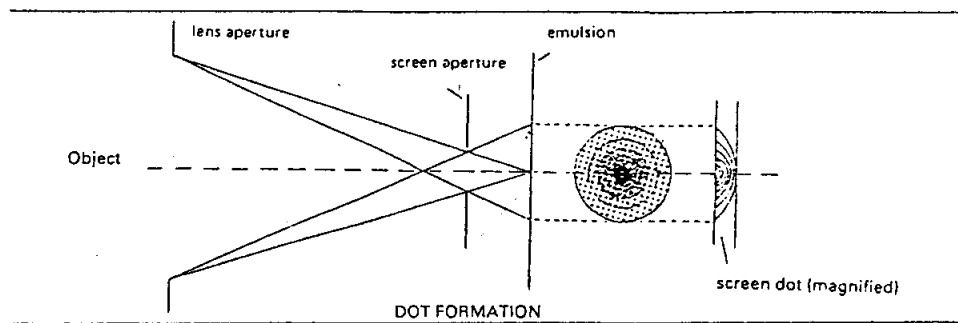 lens aperture
emulsion
screen aperture
Object
screen dot (magnified)
DOT FORMATION